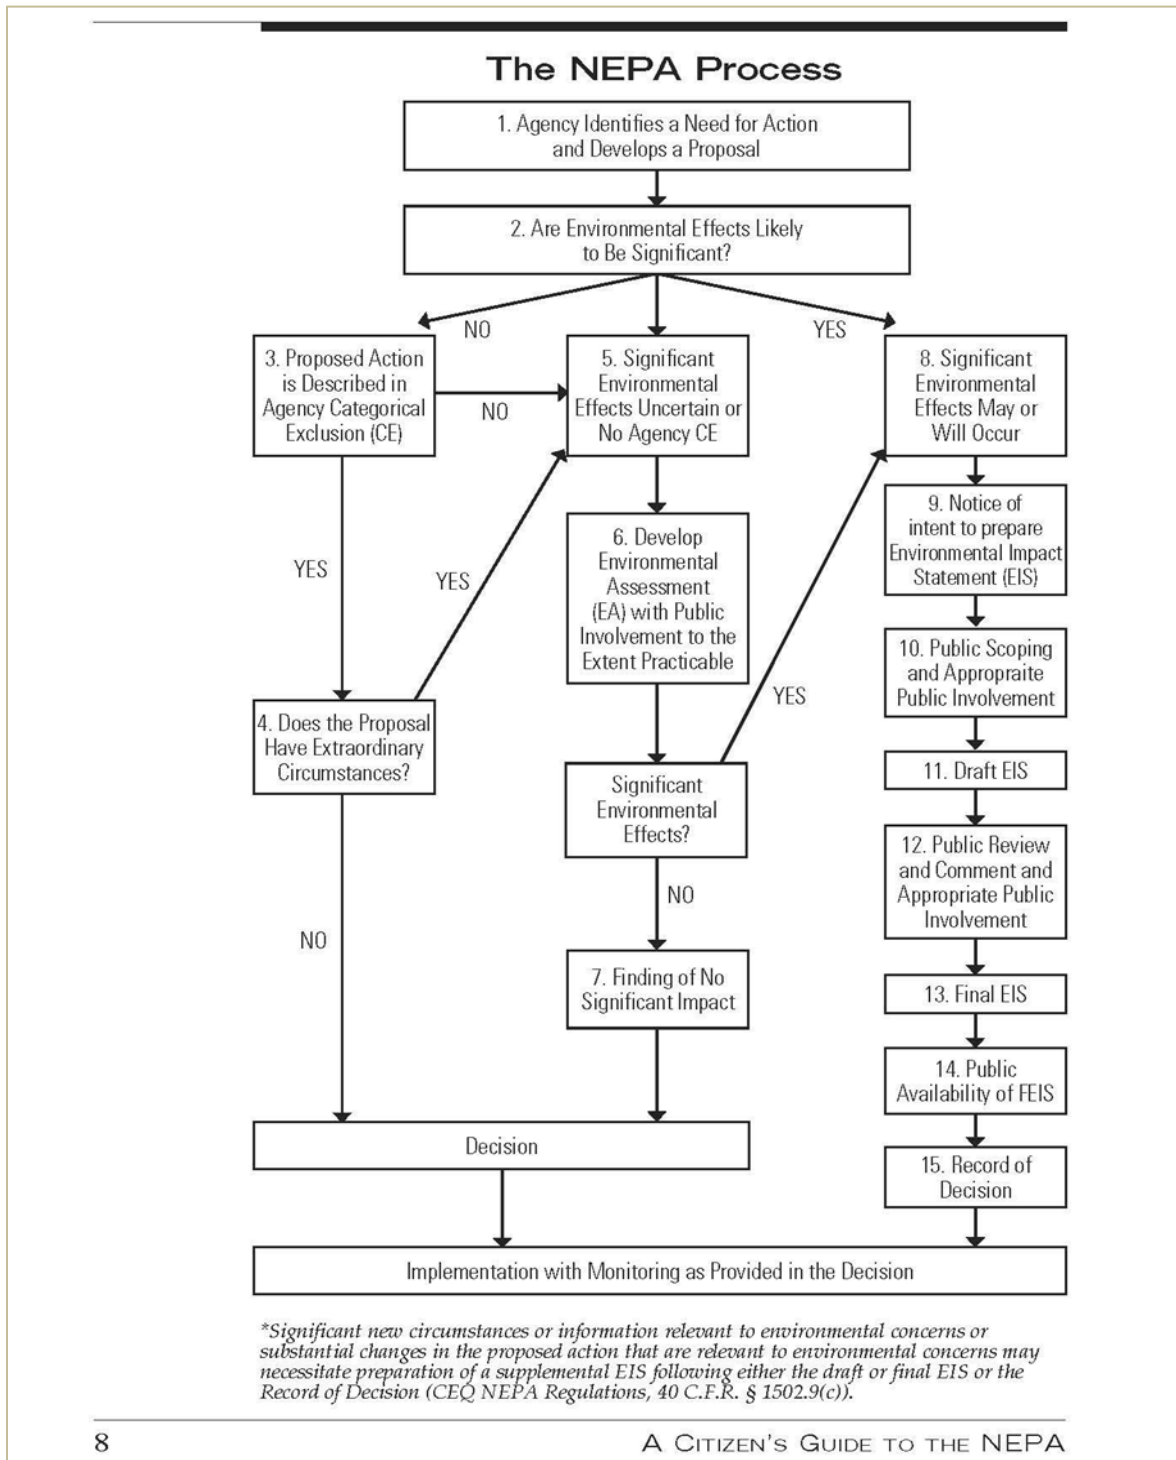 The NEPA Process
1. Agency Identifies a Need for Action
and Develops a Proposal
2. Are Environmental Effects Likely
to Be Significant?
NO
YES
3. Proposed Action
is Described in
Agency Categorical
Exclusion (CE)
NO
5. Significant
Environmental
Effects Uncertain or
No Agency CE
8. Significant
Environmental
Effects May or
Will Occur
YES
YES
6. Develop
Environmental
Assessment
(EA) with Public
Involvement to the
Extent Practicable
YES
9. Notice of
intent to prepare
Environmental Impact
Statement (EIS)
10. Public Scoping
and Appropraite
Public Involvement
4. Does the Proposal
Have Extraordinary
Circumstances?
Significant
Environmental
Effects?
11. Draft EIS
12. Public Review
and Comment and
Appropriate Public
Involvement
NO
NO
7. Finding of No
Significant Impact
13. Final EIS
14. Public
Availability of FEIS
Decision
15. Record of
Decision
Implementation with Monitoring as Provided in the Decision
*Significant new circumstances or information relevant to environmental concerns or
substantial changes in the proposed action that are relevant to environmental concerns may
necessitate preparation of a supplemental EIS following either the draft or final EIS or the
Record of Decision (CEQ NEPA Regulations, 40 C.F.R. § 1502.9(c)).
8
A CITIZEN'S GUIDE TO THE NEPA